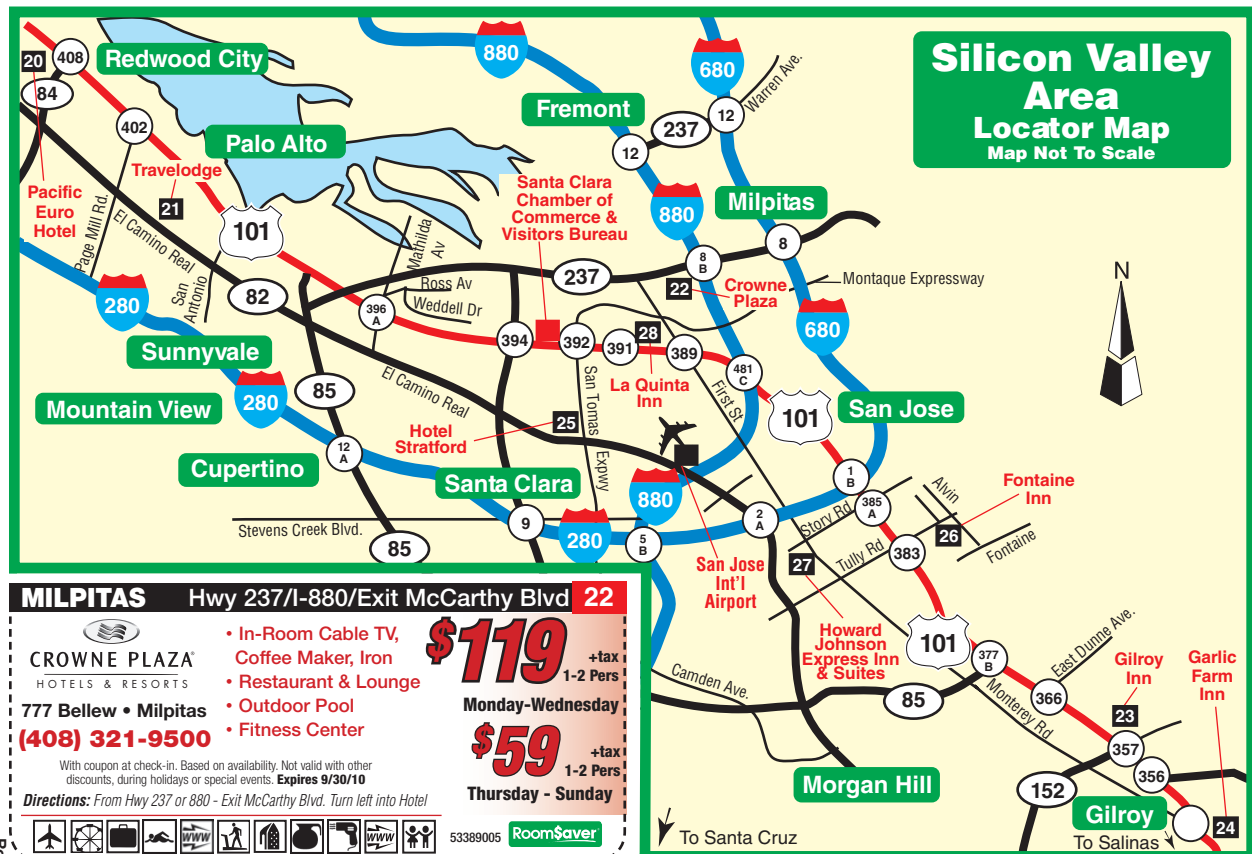 Silicon Valley
Area
Locator Map
Map Not To Scale
20
408
Redwood City
84
402
Palo Alto
Travelodge
21
Pacific
Euro
Hotel
Page Mill Rd.
El Camino Real
San
Antonio
101
82
280
Sunnyvale
Mountain View
280
85
12
A
Cupertino
85
Stevens Creek Blvd.
880
680
Warren Ave.
Fremont
237
12
12
Santa Clara
Chamber of
Commerce &
Visitors Bureau
880
Milpitas
8
8
B
Mathilda
Av
Ross Av
Weddell Dr
237
22
Crowne
Plaza
Montaque Expressway
396
A
394
392
391
28
389
La Quinta
Inn
481
C
680
El Camino Real
San Tomas
Expwy
First St
101
San Jose
Hotel
Stratford
25
Santa Clara
9
280
880
5
B
2
A
1
B
385
A
Story Rd
Tully Rd
383
Alvin
Fontaine
Inn
26
Fontaine
27
San Jose
Int'l
Airport
Howard
Johnson
Express Inn
& Suites
101
377
B
East Dunne Ave.
366
Gilroy
Inn
23
Garlic
Farm
Inn
Monterey Rd
85
Camden Ave.
357
356
152
Morgan Hill
Gilroy
24
To Santa Cruz
To Salinas
N
MILPITAS Hwy 237/I-880/Exit McCarthy Blvd 22
CROWNE PLAZA
HOTELS & RESORTS
777 Bellew • Milpitas
(408) 321-9500
• In-Room Cable TV,
Coffee Maker, Iron
• Restaurant & Lounge
• Outdoor Pool
• Fitness Center
$119
+tax
1-2 Pers
Monday-Wednesday
$59
+tax
1-2 Pers
Thursday - Sunday
With coupon at check-in. Based on availability. Not valid with other
discounts, during holidays or special events. Expires 9/30/10
Directions: From Hwy 237 or 880 - Exit McCarthy Blvd. Turn left into Hotel
www
www
53389005
Room$aver